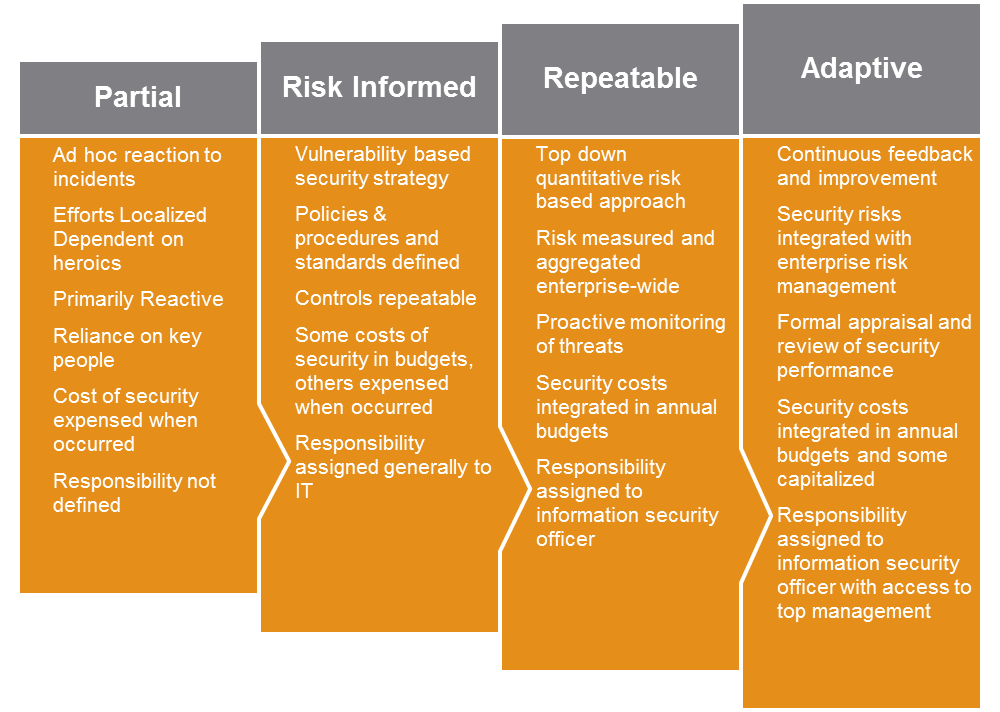 Partial
Ad hoc reaction to
incidents
Efforts Localized
Dependent on
heroics
Primarily Reactive
Reliance on key
people
Cost of security
expensed when
occurred
Responsibility not
defined
Risk Informed
Vulnerability based
security strategy
Policies &
procedures and
standards defined
Controls repeatable
Some costs of
security in budgets,
others expensed
when occurred
Responsibility
assigned generally to
IT
Repeatable
Top down
quantitative risk
based approach
Risk measured and
aggregated
enterprise-wide
Proactive monitoring
of threats
Security costs
integrated in annual
budgets
Responsibility
assigned to
information security
officer
Adaptive
Continuous feedback
and improvement
Security risks
integrated with
enterprise risk
management
Formal appraisal and
review of security
performance
Security costs
integrated in annual
budgets and some
capitalized
Responsibility
assigned to
information security
officer with access to
top management